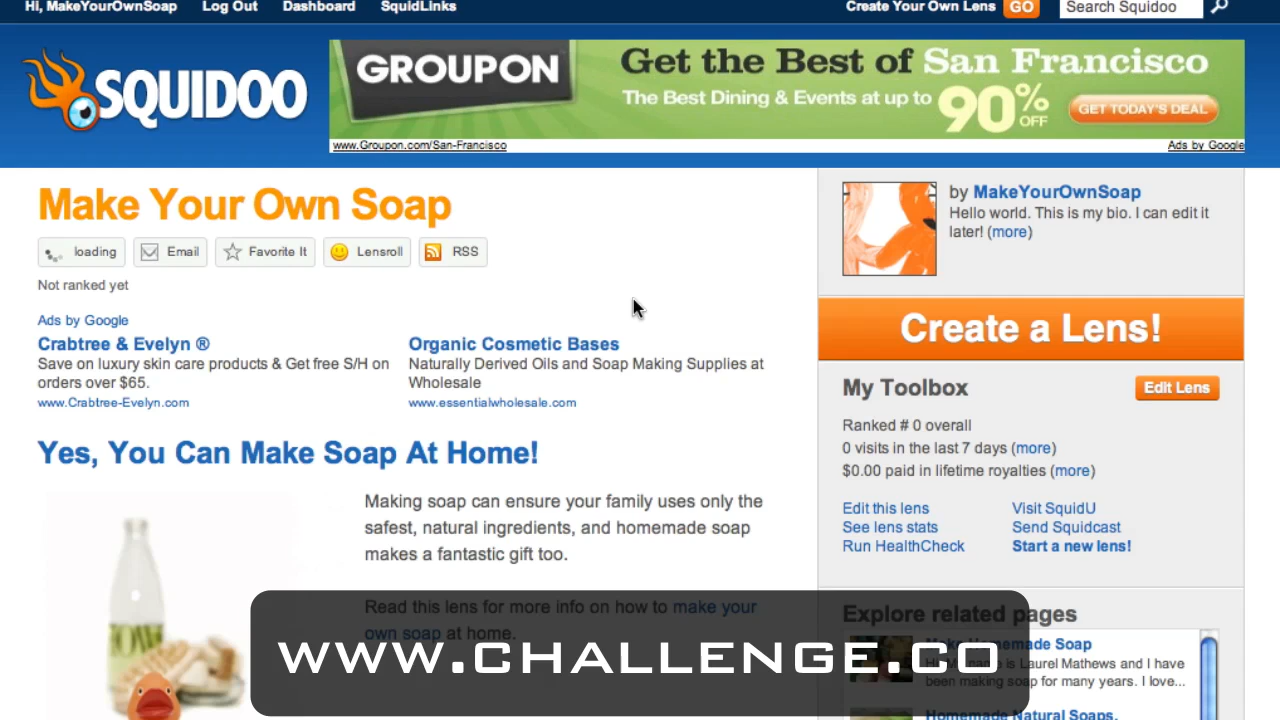 Hi, MakeYourOwnSoap Log Out Dashboard SquidLinks Create Your Own Lens GO Search Squidoo
SQUIDOO
GROUPON
Get the Best of San Francisco
The Best Dining & Events at up to 90% OFF
GET TODAY'S DEAL
www.Groupon.com/San-Francisco Ads by Google
Make Your Own Soap
loading Email Favorite It Lensroll RSS
Not ranked yet
Ads by Google
Crabtree & Evelyn ®
Save on luxury skin care products & Get free S/H on
orders over $65.
www.Crabtree-Evelyn.com
Organic Cosmetic Bases
Naturally Derived Oils and Soap Making Supplies at
Wholesale
www.essentialwholesale.com
Yes, You Can Make Soap At Home!
Making soap can ensure your family uses only the
safest, natural ingredients, and homemade soap
makes a fantastic gift too.
Read this lens for more info on how to make your
own soap at home.
by MakeYourOwnSoap
Hello world. This is my bio. I can edit it
later! (more)
Create a Lens!
My Toolbox Edit Lens
Ranked # 0 overall
0 visits in the last 7 days (more)
$0.00 paid in lifetime royalties (more)
Edit this lens Visit SquidU
See lens stats Send Squidcast
Run HealthCheck Start a new lens!
Explore related pages
Make Homemade Soap
is Laurel Mathews and I have
been making soap for many years. I love...
Homemade Natural Soaps,
WWW.CHALLENGE.CO